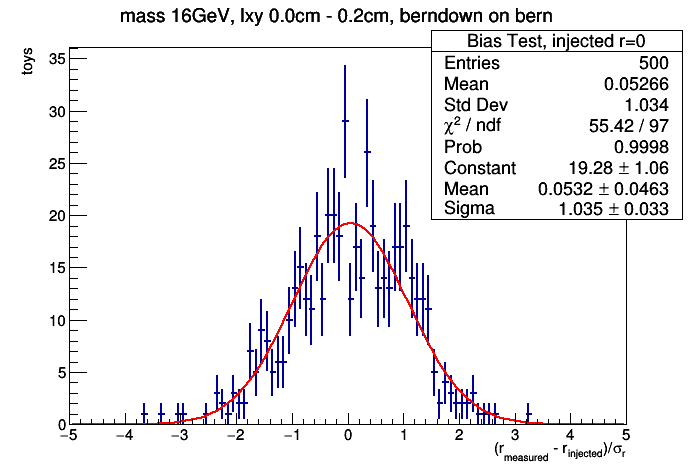 mass 16GeV, lxy 0.0cm - 0.2cm, berndown on bern
Bias Test, injected r=0
Entries 500
Mean 0.05266
Std Dev 1.034
χ² / ndf 55.42 / 97
Prob 0.9998
Constant 19.28 ± 1.06
Mean 0.0532 ± 0.0463
Sigma 1.035 ± 0.033
toys
35
30
25
20
15
10
5
0
−5 −4 −3 −2 −1 0 1 2 3 4 5
(r_measured - r_injected)/σ_r